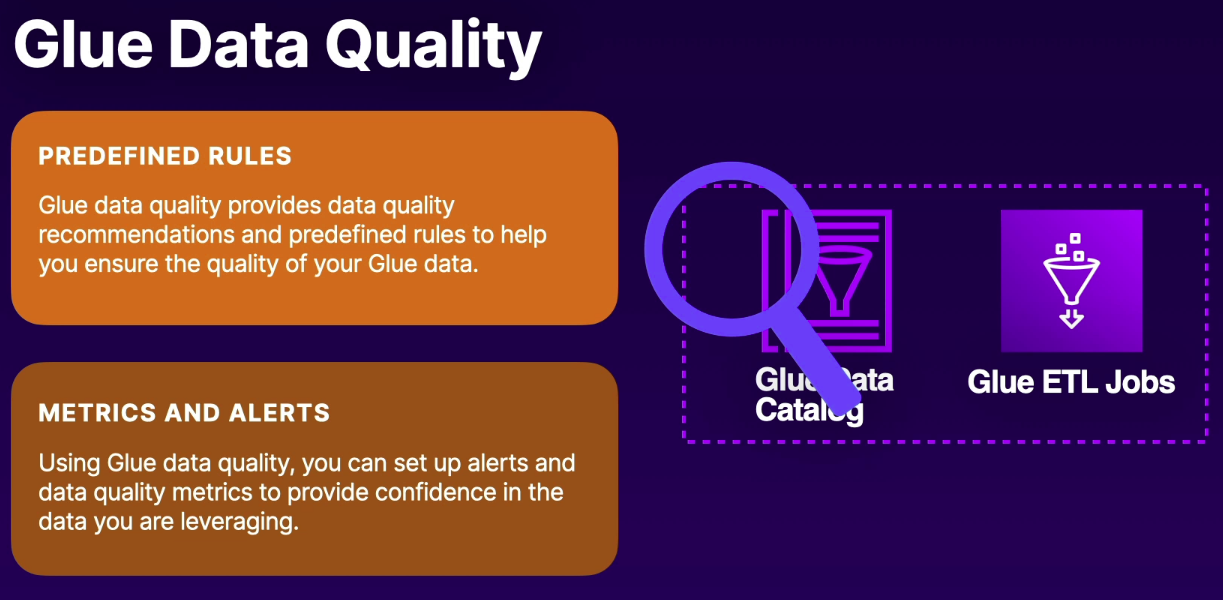 Glue Data Quality
PREDEFINED RULES
Glue data quality provides data quality
recommendations and predefined rules to help
you ensure the quality of your Glue data.
METRICS AND ALERTS
Using Glue data quality, you can set up alerts and
data quality metrics to provide confidence in the
data you are leveraging.
Glue Data
Catalog
Glue ETL Jobs